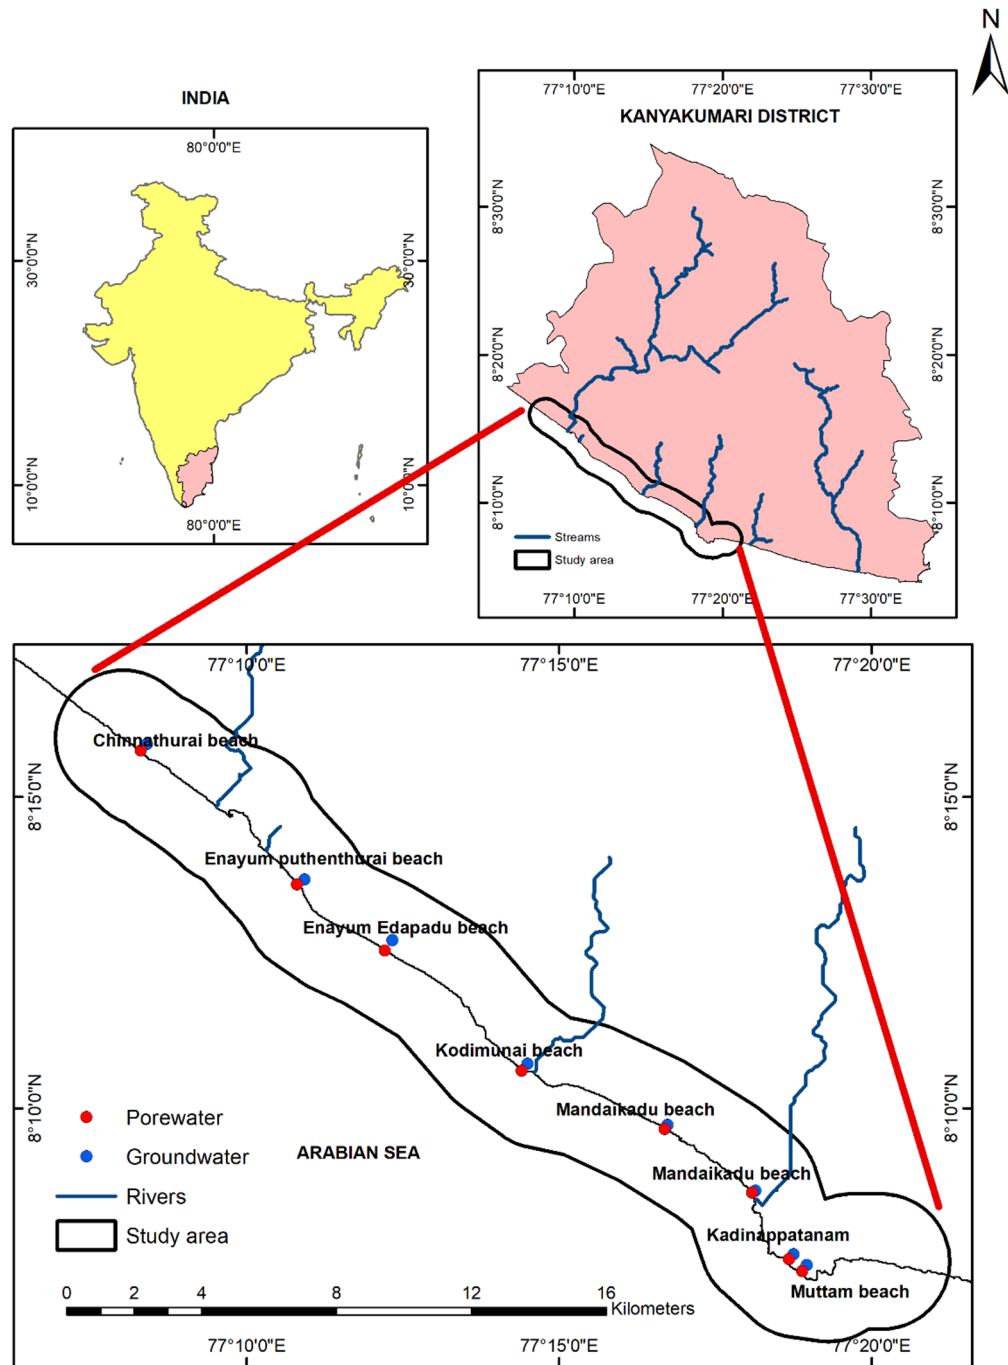 N
INDIA
80°0'0"E
30°0'0"N
30°0'0"N
10°0'0"N
10°0'0"N
80°0'0"E
77°10'0"E
77°20'0"E
77°30'0"E
KANYAKUMARI DISTRICT
8°30'0"N
8°30'0"N
8°20'0"N
8°20'0"N
8°10'0"N
8°10'0"N
Streams
Study area
77°10'0"E
77°20'0"E
77°30'0"E
77°10'0"E
77°15'0"E
77°20'0"E
Chinnathurai beach
8°15'0"N
8°15'0"N
Enayum puthenthurai beach
Enayum Edapadu beach
Kodimunai beach
Mandaikadu beach
8°10'0"N
8°10'0"N
Porewater
Groundwater
ARABIAN SEA
Mandaikadu beach
Rivers
Kadinappatanam
Study area
Muttam beach
0 2 4 8 12 16
Kilometers
77°10'0"E
77°15'0"E
77°20'0"E